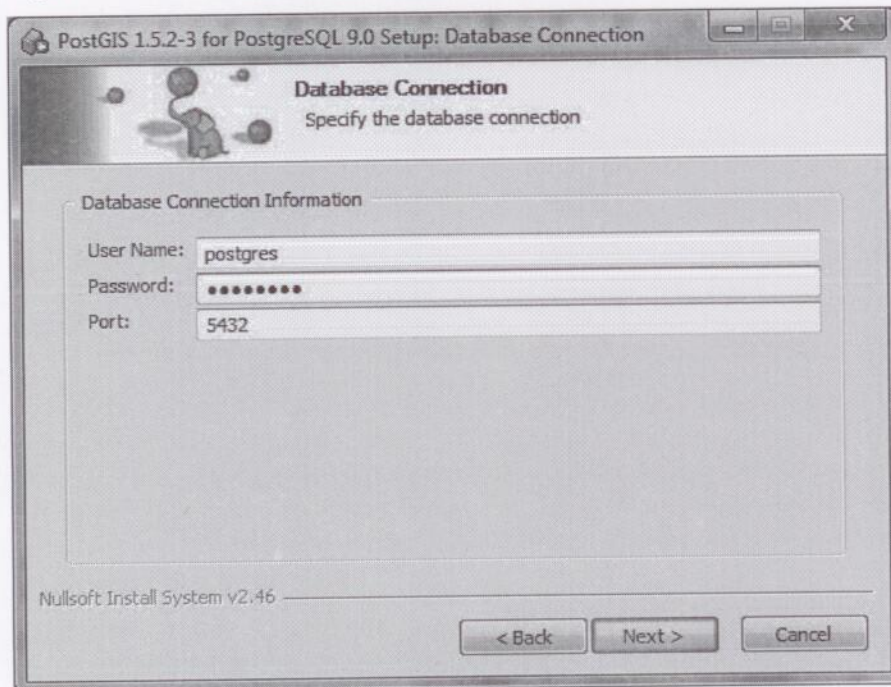 PostGIS 1.5.2-3 for PostgreSQL 9.0 Setup: Database Connection
Database Connection
Specify the database connection
Database Connection Information
User Name: postgres
Password: ●●●●●●●●
Port: 5432
Nullsoft Install System v2.46
< Back Next > Cancel